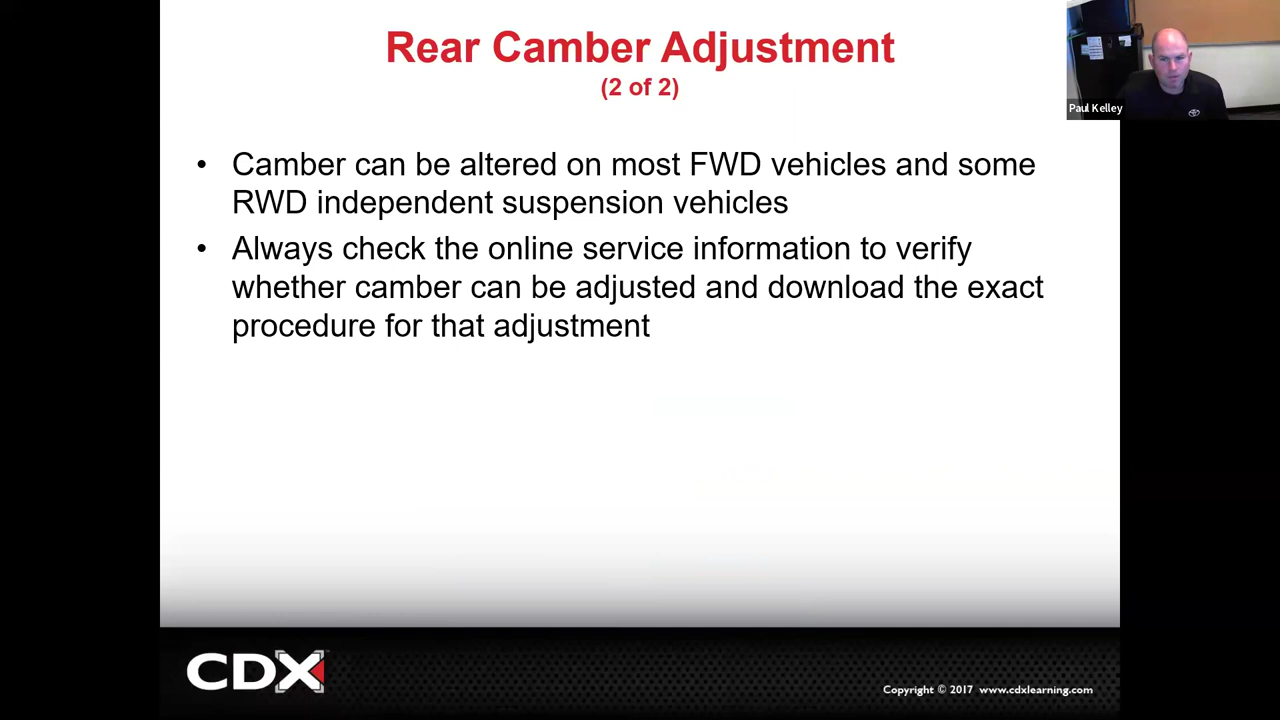 Rear Camber Adjustment
(2 of 2)
Paul Kelley
• Camber can be altered on most FWD vehicles and some
RWD independent suspension vehicles
• Always check the online service information to verify
whether camber can be adjusted and download the exact
procedure for that adjustment
CDX
Copyright © 2017 www.cdxlearning.com